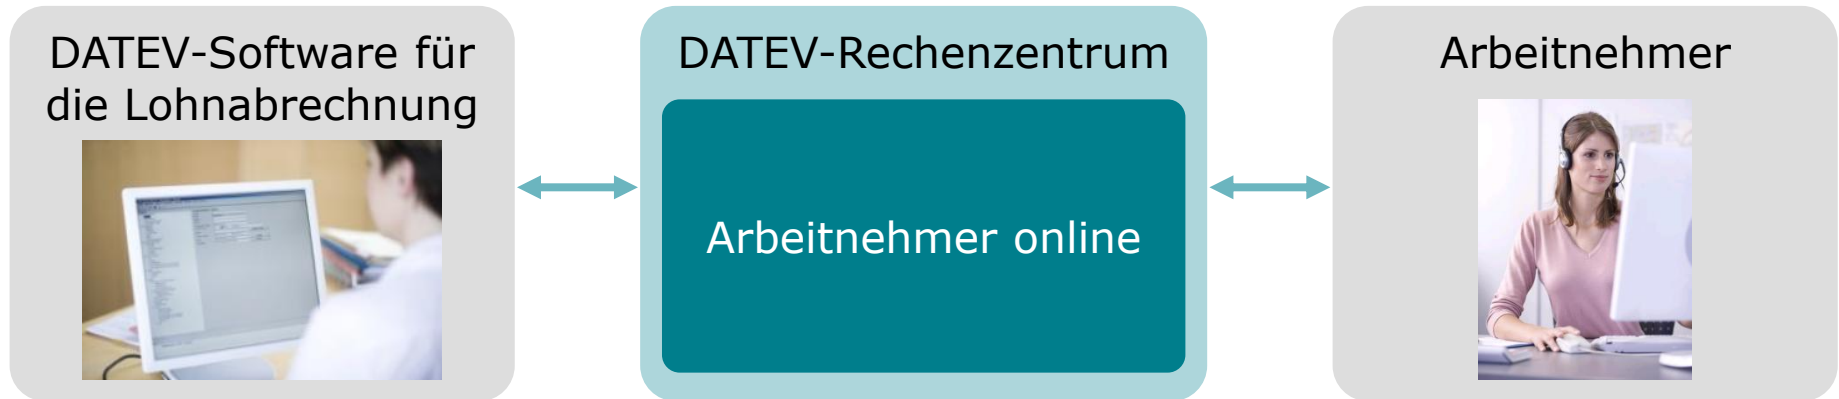 DATEV-Software für
die Lohnabrechnung
DATEV-Rechenzentrum
Arbeitnehmer online
Arbeitnehmer